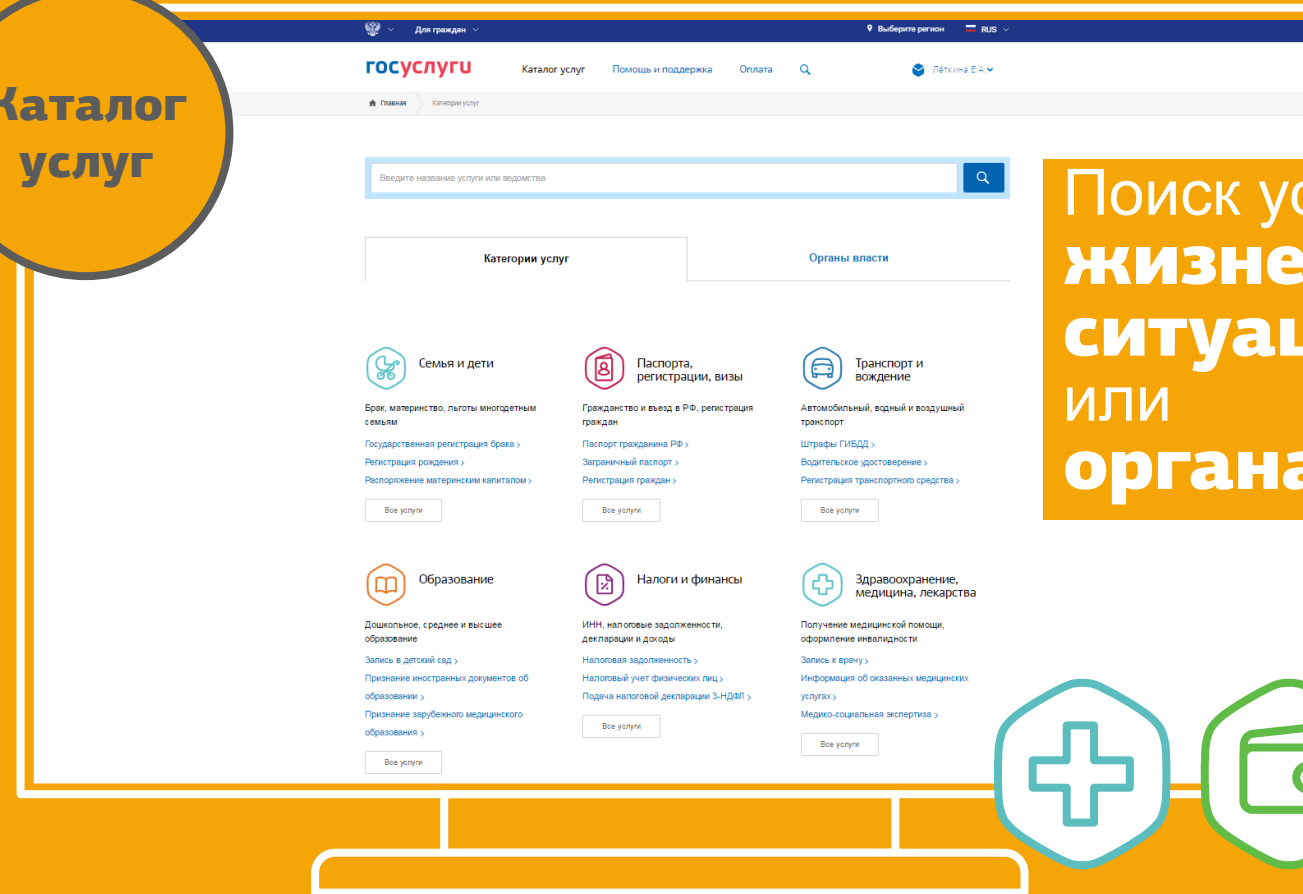 Для граждан
Выберите регион RUS
госуслуги
Каталог услуг Помощь и поддержка Оплата
Лёткина Е.А.
Главная Категории услуг
Каталог
услуг
Введите название услуги или ведомства
Категории услуг Органы власти
Поиск ус
жизне
ситуац
или
органа
Семья и дети
Брак, материнство, льготы многодетным
семьям
Государственная регистрация брака >
Регистрация рождения >
Распоряжение материнским капиталом >
Все услуги
Паспорта,
регистрации, визы
Гражданство и въезд в РФ, регистрация
граждан
Паспорт гражданина РФ >
Заграничный паспорт >
Регистрация граждан >
Все услуги
Транспорт и
вождение
Автомобильный, водный и воздушный
транспорт
Штрафы ГИБДД >
Водительское удостоверение >
Регистрация транспортного средства >
Все услуги
Образование
Дошкольное, среднее и высшее
образование
Запись в детский сад >
Признание иностранных документов об
образовании >
Признание зарубежного медицинского
образования >
Все услуги
Налоги и финансы
ИНН, налоговые задолженности,
декларации и доходы
Налоговая задолженность >
Налоговый учет физических лиц >
Подача налоговой декларации 3-НДФЛ >
Все услуги
Здравоохранение,
медицина, лекарства
Получение медицинской помощи,
оформление инвалидности
Запись к врачу >
Информация об оказанных медицинских
услугах >
Медико-социальная экспертиза >
Все услуги